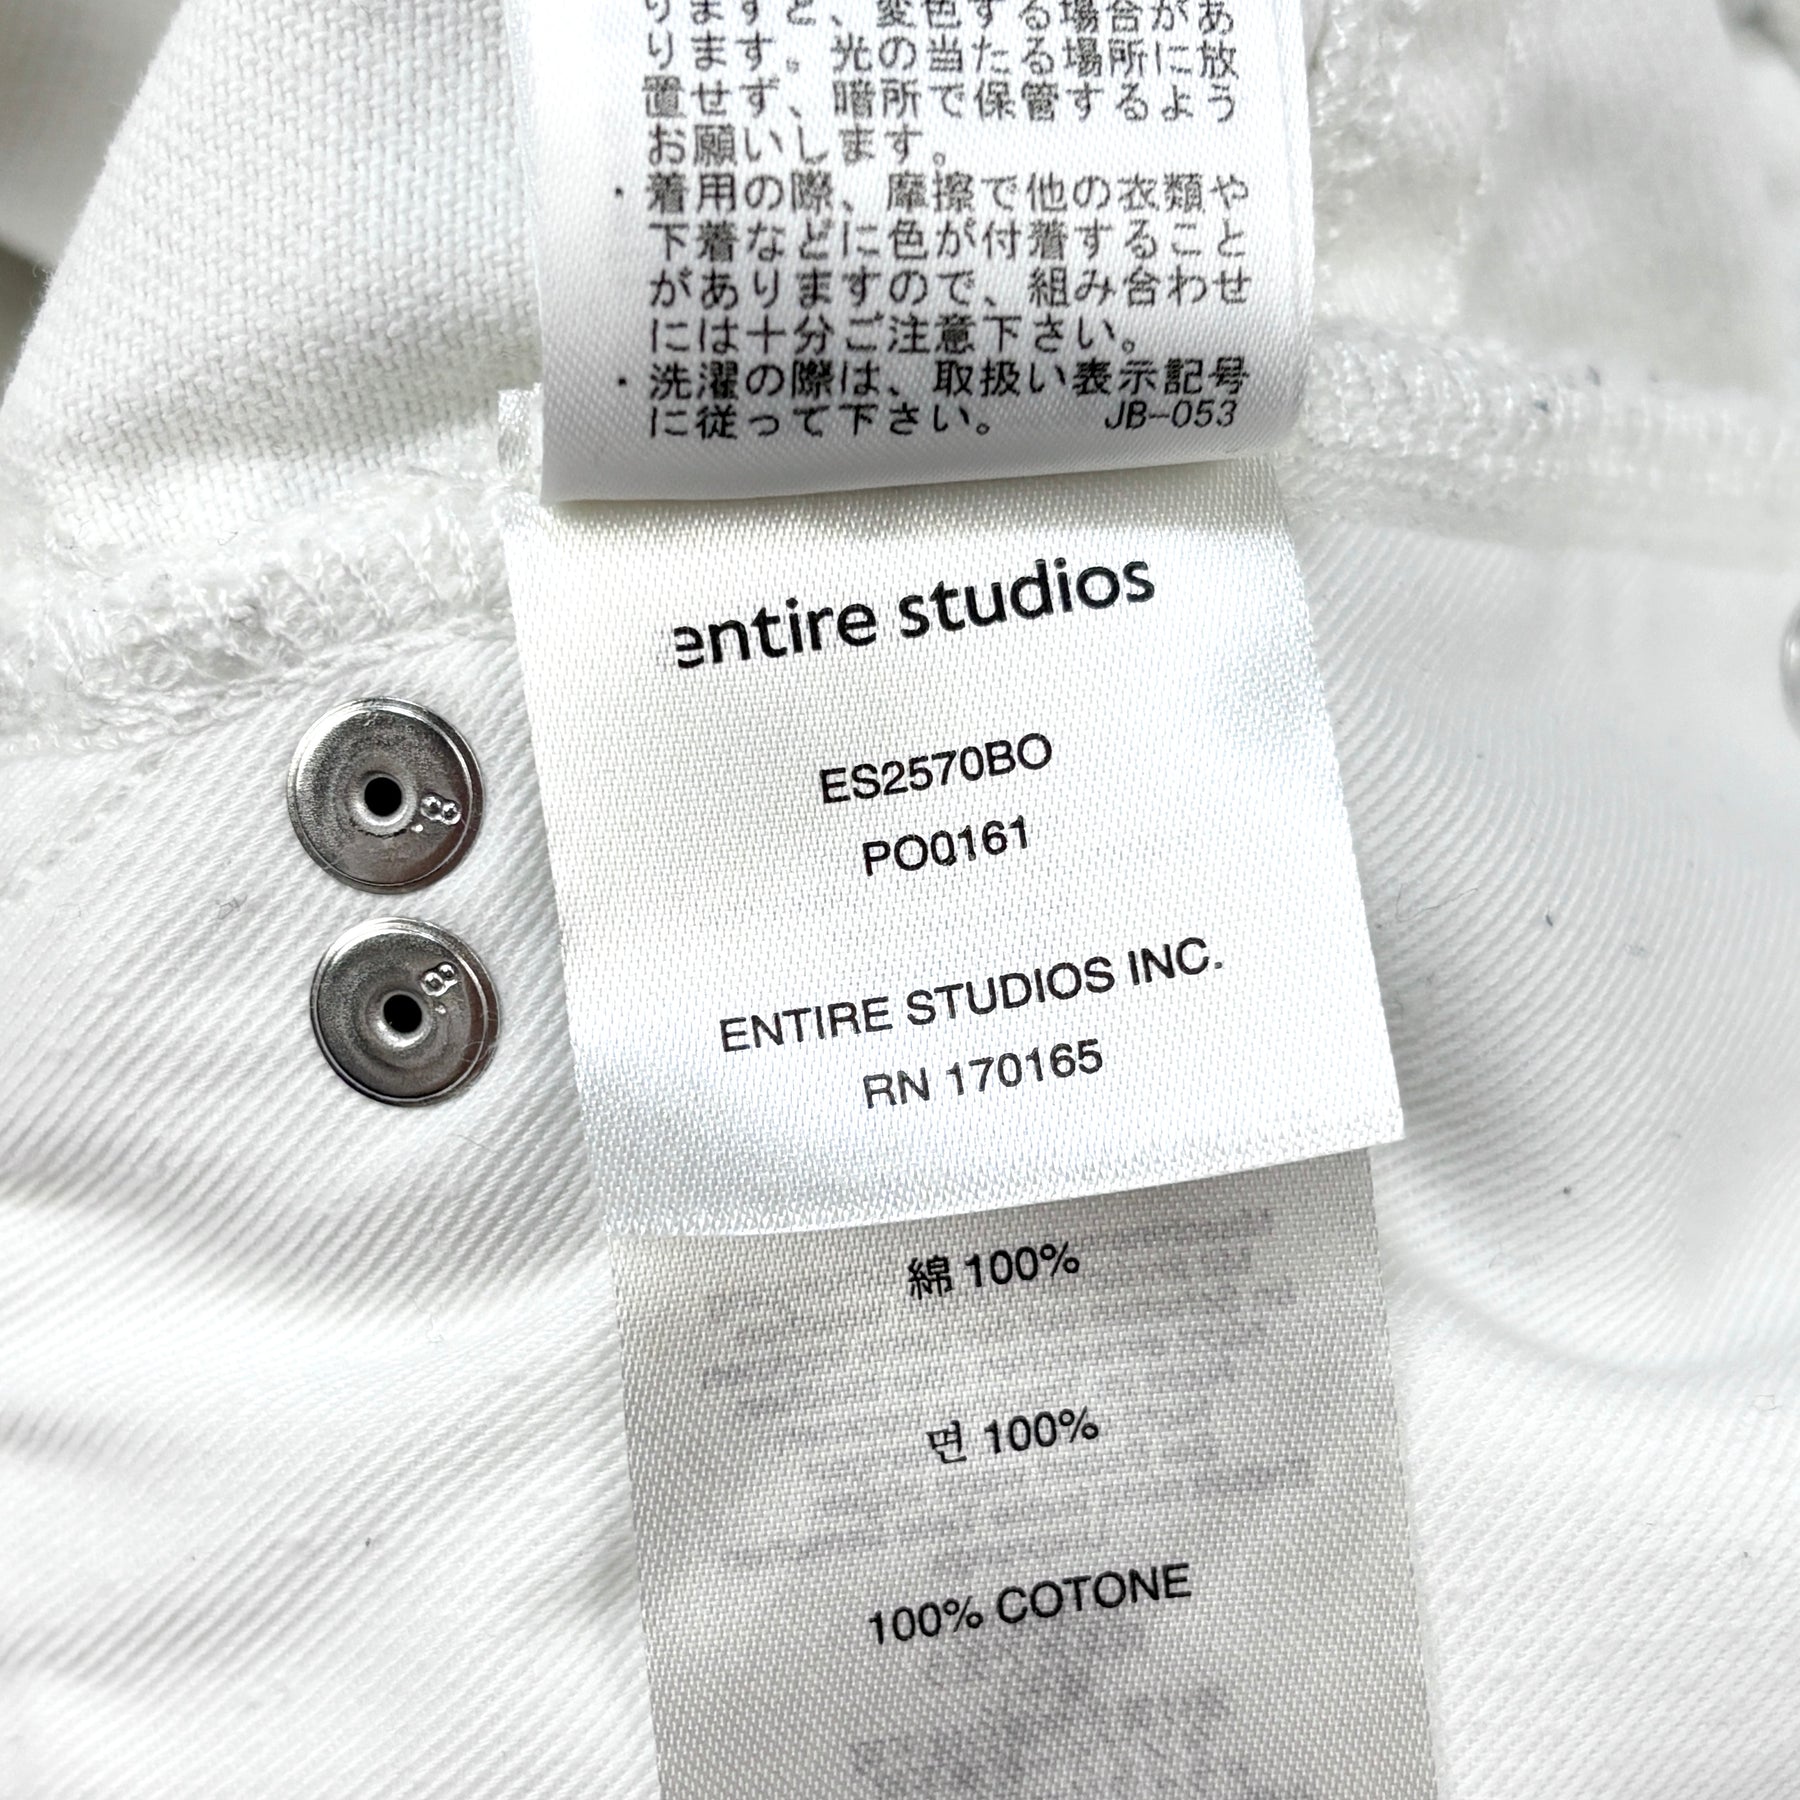 りますと、変色する場合があ
ります。光の当たる場所に放
置せず、暗所で保管するよう
お願いします。
・着用の際、摩擦で他の衣類や
下着などに色が付着すること
がありますので、組み合わせ
には十分ご注意下さい。
・洗濯の際は、取扱い表示記号
に従って下さい。 JB-053
entire studios
ES2570BO
PO0161
ENTIRE STUDIOS INC.
RN 170165
綿 100%
면 100%
100% COTONE